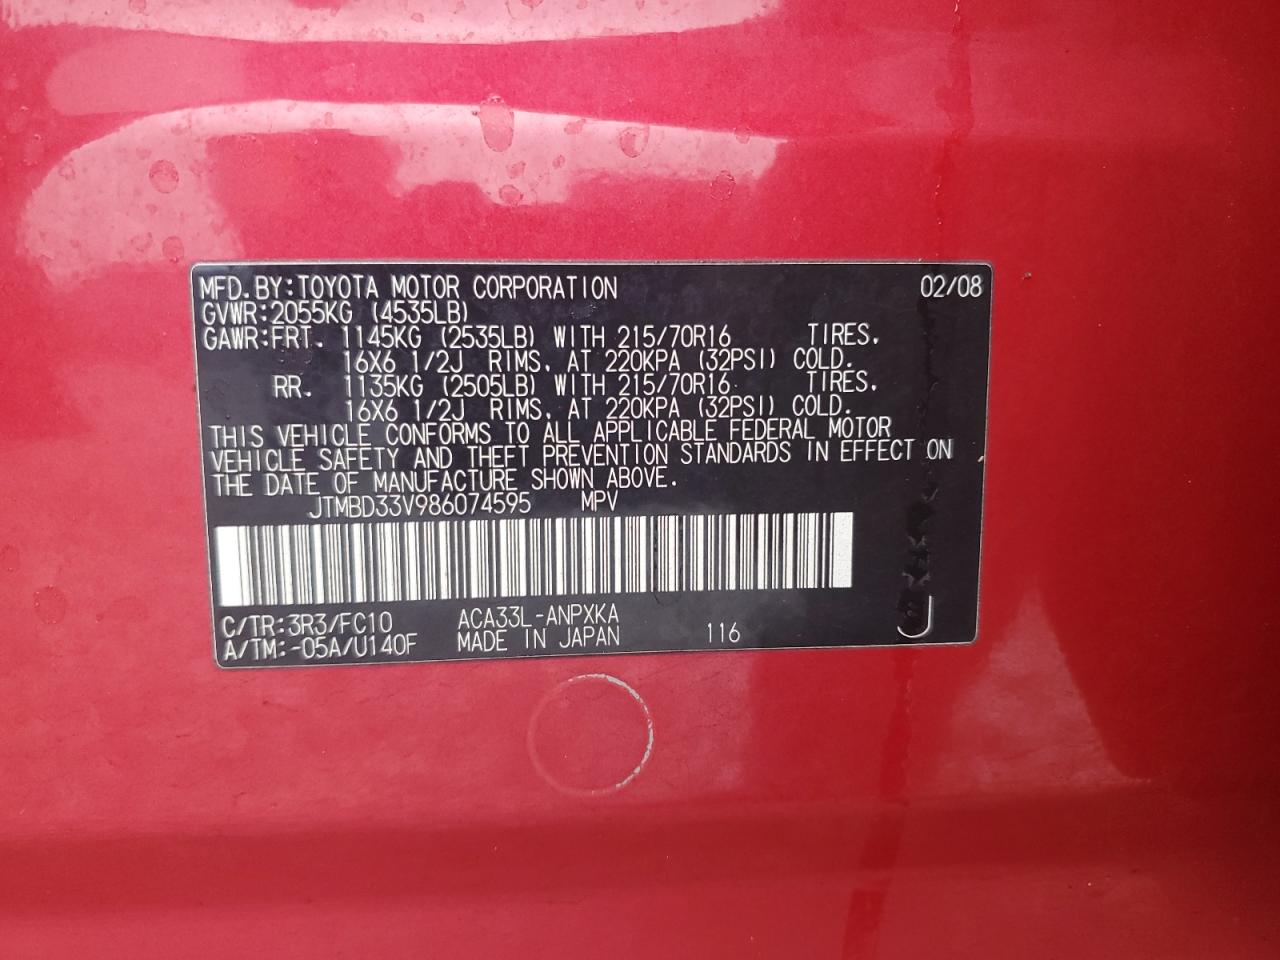 MFD.BY:TOYOTA MOTOR CORPORATION 02/08
GVWR:2055KG (4535LB)
GAWR:FRT. 1145KG (2535LB) WITH 215/70R16 TIRES,
16X6 1/2J RIMS, AT 220KPA (32PSI) COLD.
RR. 1135KG (2505LB) WITH 215/70R16 TIRES,
16X6 1/2J RIMS, AT 220KPA (32PSI) COLD.
THIS VEHICLE CONFORMS TO ALL APPLICABLE FEDERAL MOTOR
VEHICLE SAFETY AND THEFT PREVENTION STANDARDS IN EFFECT ON
THE DATE OF MANUFACTURE SHOWN ABOVE.
JTMBD33V986074595 MPV
C/TR:3R3/FC10 ACA33L-ANPXKA
A/TM:-05A/U140F MADE IN JAPAN 116 J